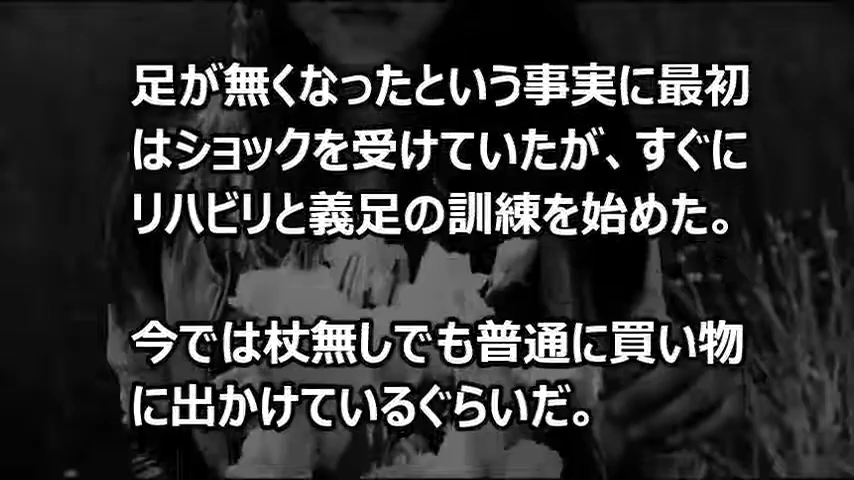 足が無くなったという事実に最初
はショックを受けていたが、すぐに
リハビリと義足の訓練を始めた。
今では杖無しでも普通に買い物
に出かけているぐらいだ。